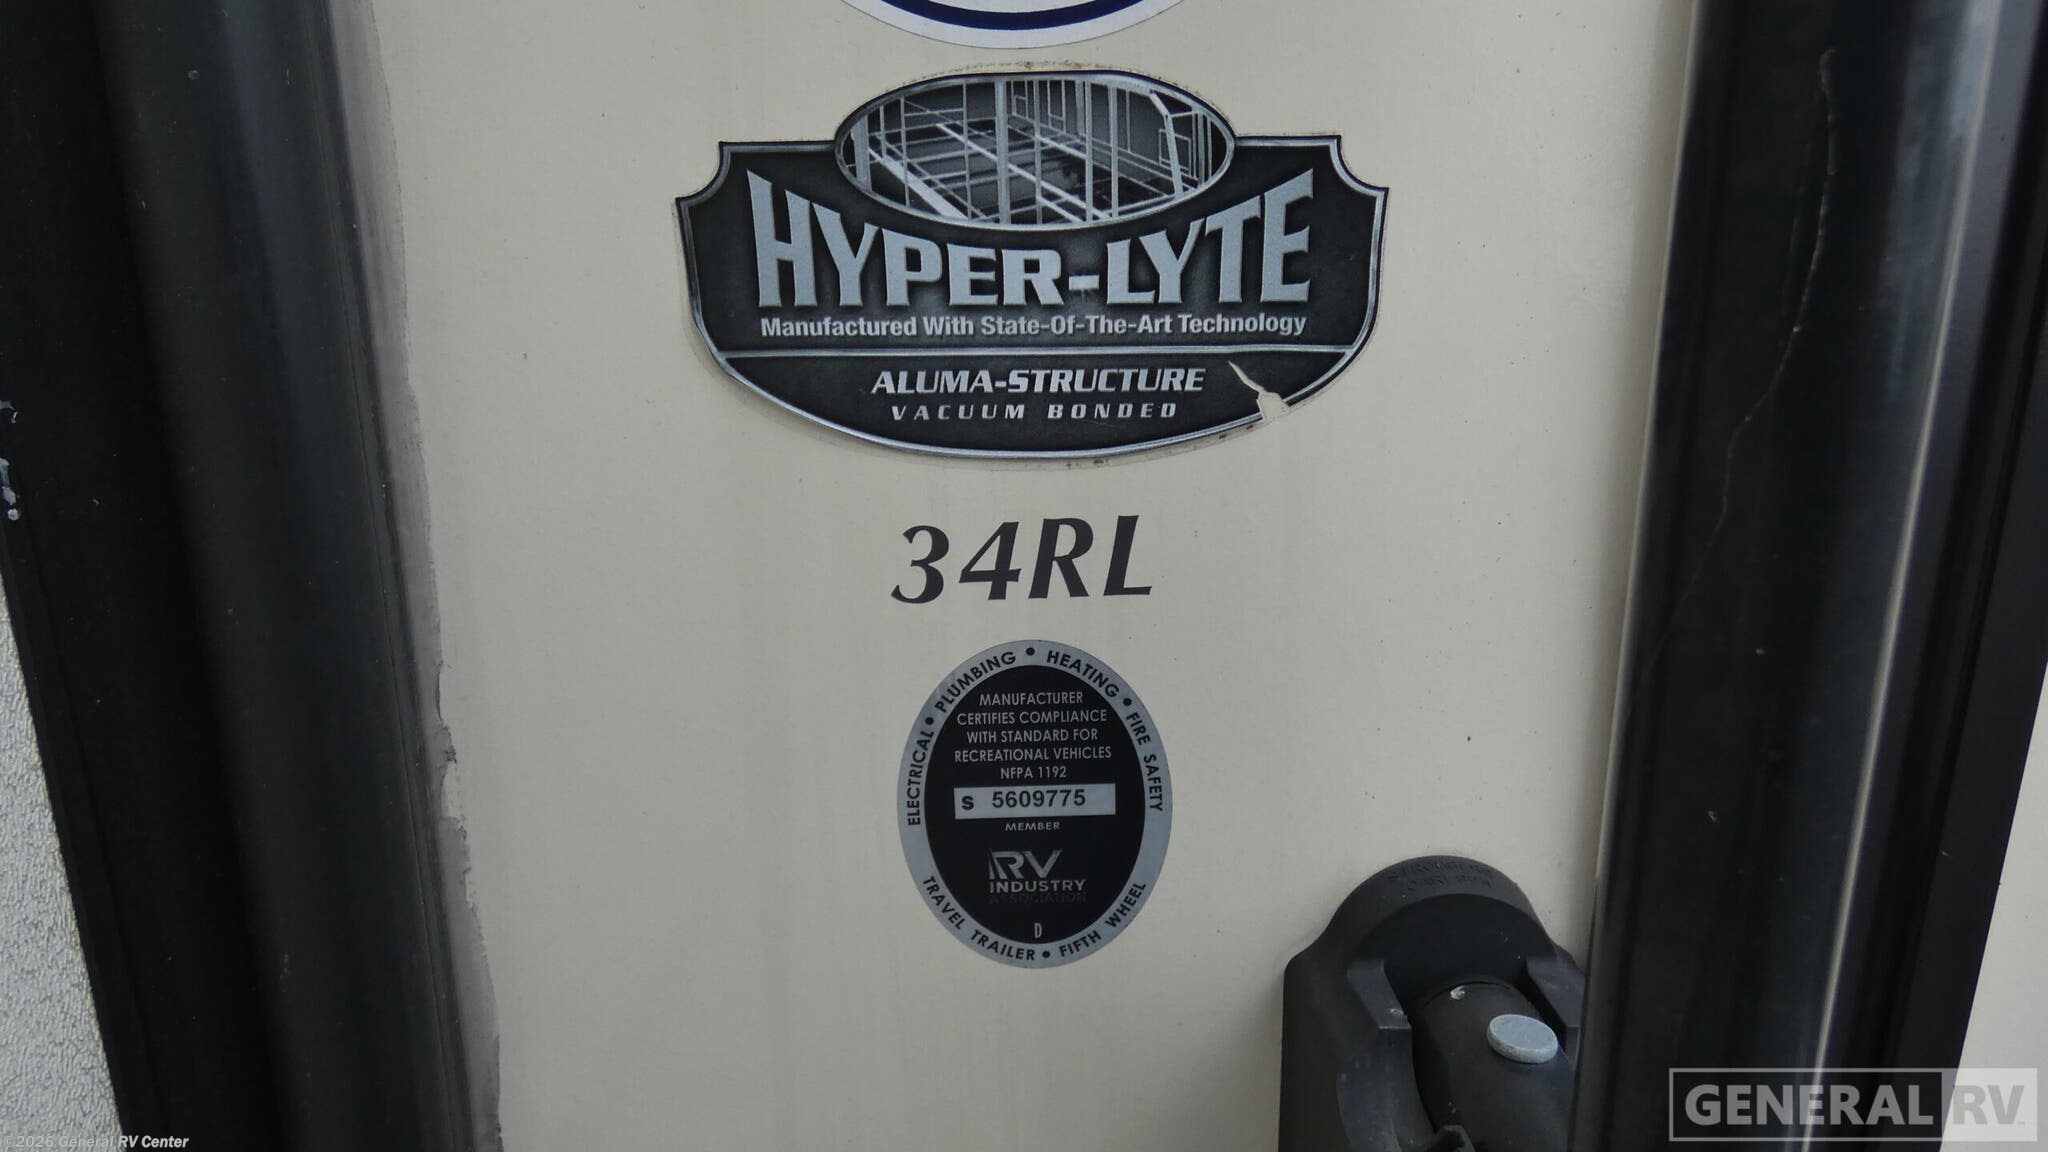 HYPER-LYTE
Manufactured With State-Of-The-Art Technology
ALUMA-STRUCTURE
VACUUM BONDED
34RL
ELECTRICAL • PLUMBING • HEATING • FIRE SAFETY
MANUFACTURER
CERTIFIES COMPLIANCE
WITH STANDARD FOR
RECREATIONAL VEHICLES
NFPA 1192
S 5609775
MEMBER
RV
INDUSTRY
ASSOCIATION
D
TRAVEL TRAILER • FIFTH WHEEL
GENERAL RV
©2026 General RV Center